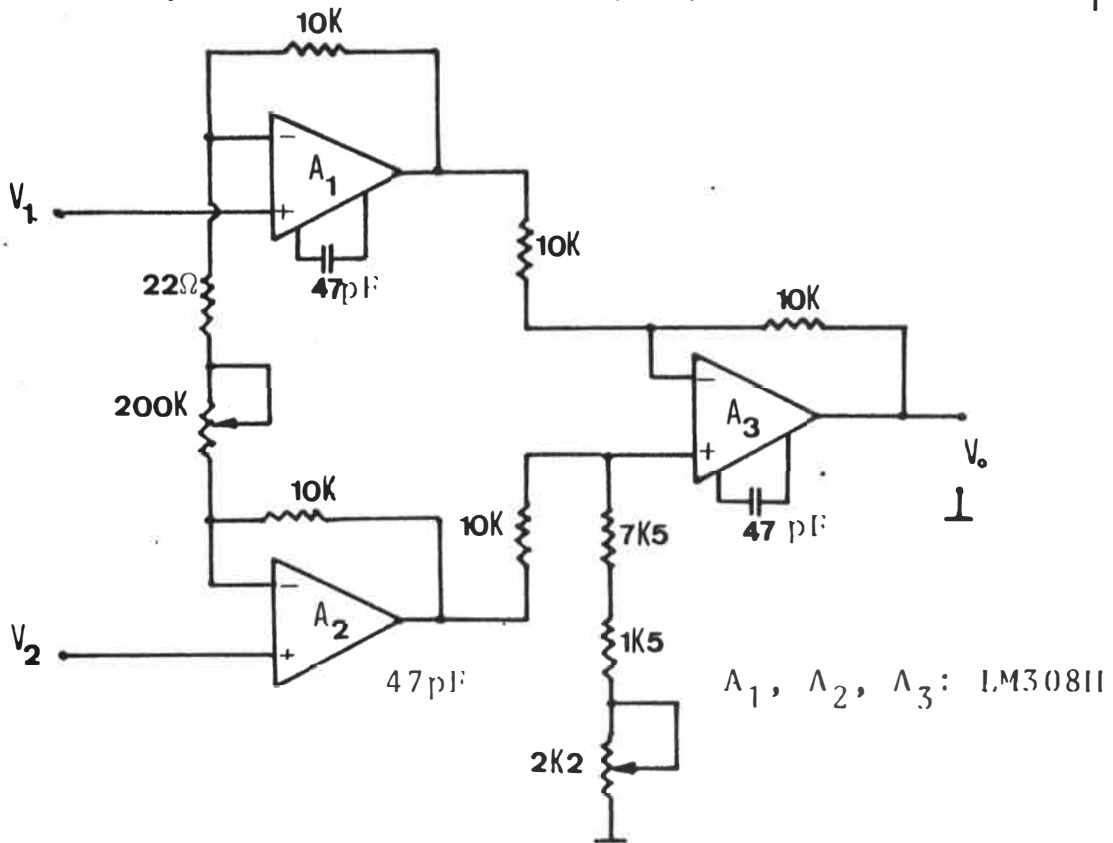 10K
A1
V1
10K
22Ω
47pF
10K
200K
A3
V₀
10K
10K
7K5
47 pF
A2
1K5
V2
47pF
A1, A2, A3: LM308H
2K2